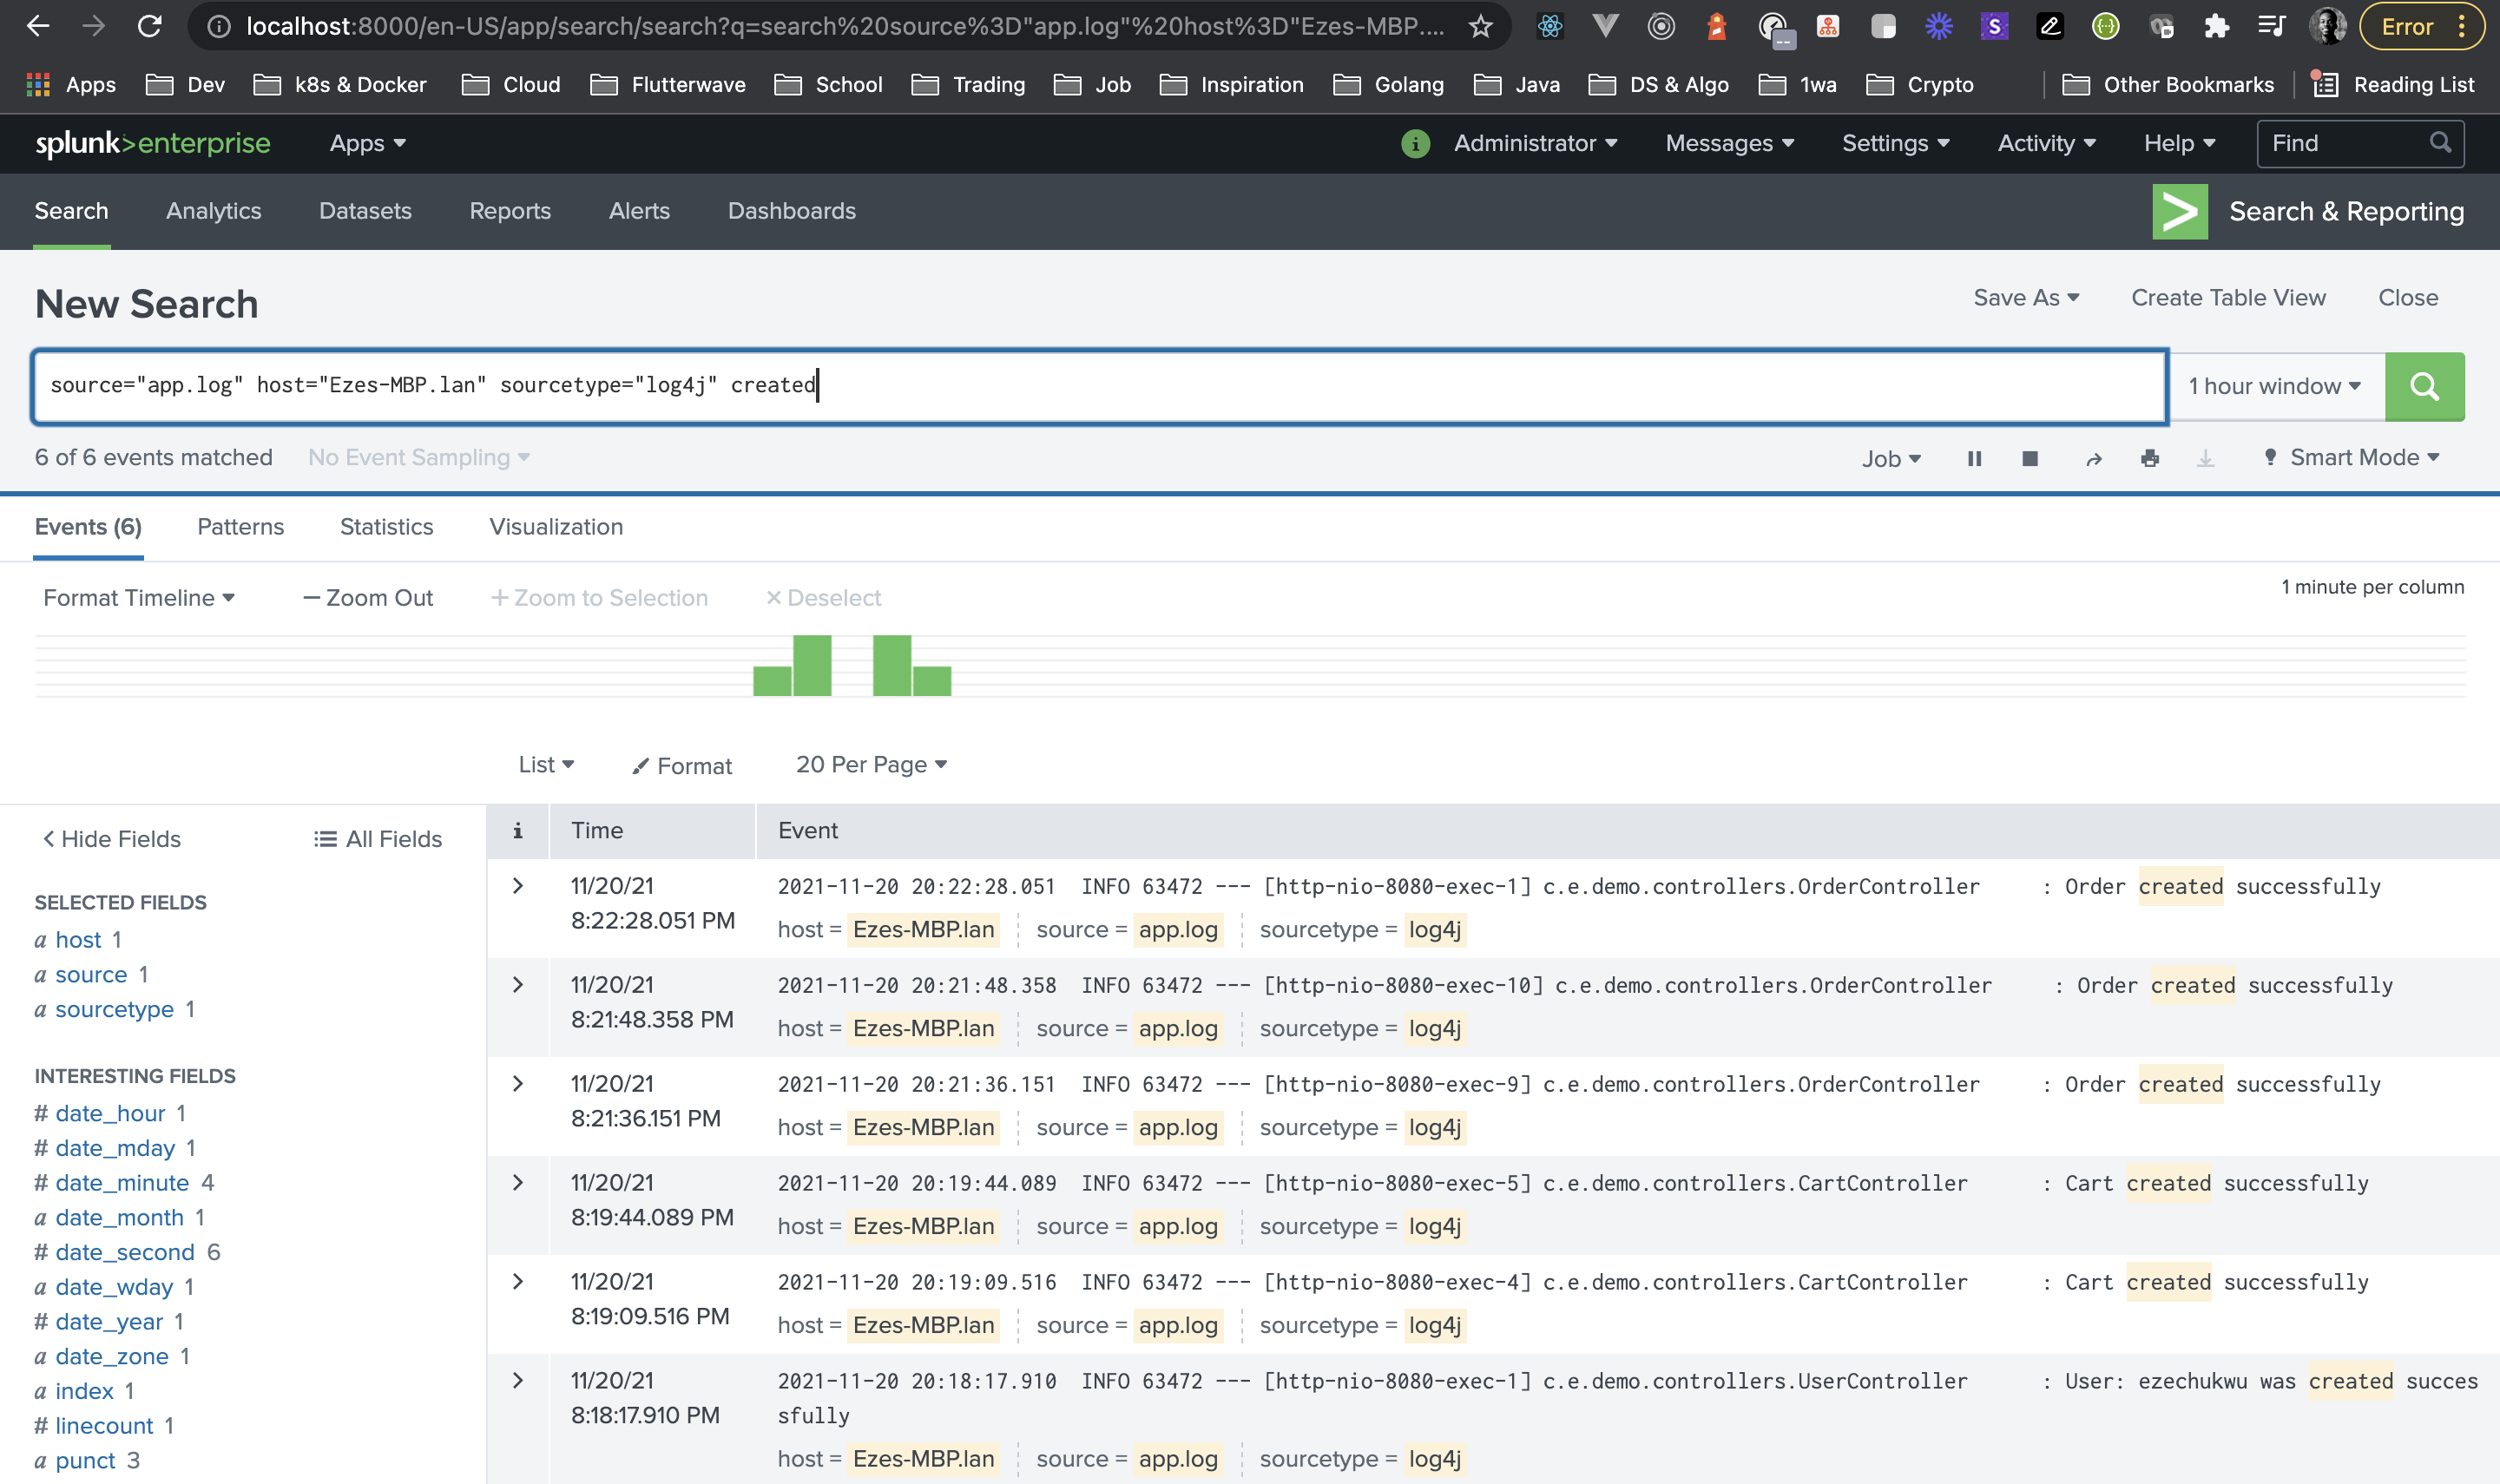 localhost:8000/en-US/app/search/search?q=search%20source%3D"app.log"%20host%3D"Ezes-MBP....
Error
Apps Dev k8s & Docker Cloud Flutterwave School Trading Job Inspiration Golang Java DS & Algo 1wa Crypto Other Bookmarks Reading List
splunk>enterprise Apps Administrator Messages Settings Activity Help Find
Search Analytics Datasets Reports Alerts Dashboards Search & Reporting
New Search Save As Create Table View Close
source="app.log" host="Ezes-MBP.lan" sourcetype="log4j" created 1 hour window
6 of 6 events matched No Event Sampling Job Smart Mode
Events (6) Patterns Statistics Visualization
Format Timeline — Zoom Out + Zoom to Selection × Deselect 1 minute per column
List Format 20 Per Page
< Hide Fields All Fields
SELECTED FIELDS
a host 1
a source 1
a sourcetype 1
INTERESTING FIELDS
# date_hour 1
# date_mday 1
# date_minute 4
a date_month 1
# date_second 6
a date_wday 1
# date_year 1
a date_zone 1
a index 1
# linecount 1
a punct 3
i Time Event
> 11/20/21 2021-11-20 20:22:28.051 INFO 63472 --- [http-nio-8080-exec-1] c.e.demo.controllers.OrderController : Order created successfully
8:22:28.051 PM host = Ezes-MBP.lan source = app.log sourcetype = log4j
> 11/20/21 2021-11-20 20:21:48.358 INFO 63472 --- [http-nio-8080-exec-10] c.e.demo.controllers.OrderController : Order created successfully
8:21:48.358 PM host = Ezes-MBP.lan source = app.log sourcetype = log4j
> 11/20/21 2021-11-20 20:21:36.151 INFO 63472 --- [http-nio-8080-exec-9] c.e.demo.controllers.OrderController : Order created successfully
8:21:36.151 PM host = Ezes-MBP.lan source = app.log sourcetype = log4j
> 11/20/21 2021-11-20 20:19:44.089 INFO 63472 --- [http-nio-8080-exec-5] c.e.demo.controllers.CartController : Cart created successfully
8:19:44.089 PM host = Ezes-MBP.lan source = app.log sourcetype = log4j
> 11/20/21 2021-11-20 20:19:09.516 INFO 63472 --- [http-nio-8080-exec-4] c.e.demo.controllers.CartController : Cart created successfully
8:19:09.516 PM host = Ezes-MBP.lan source = app.log sourcetype = log4j
> 11/20/21 2021-11-20 20:18:17.910 INFO 63472 --- [http-nio-8080-exec-1] c.e.demo.controllers.UserController : User: ezechukwu was created succes
8:18:17.910 PM sfully
host = Ezes-MBP.lan source = app.log sourcetype = log4j